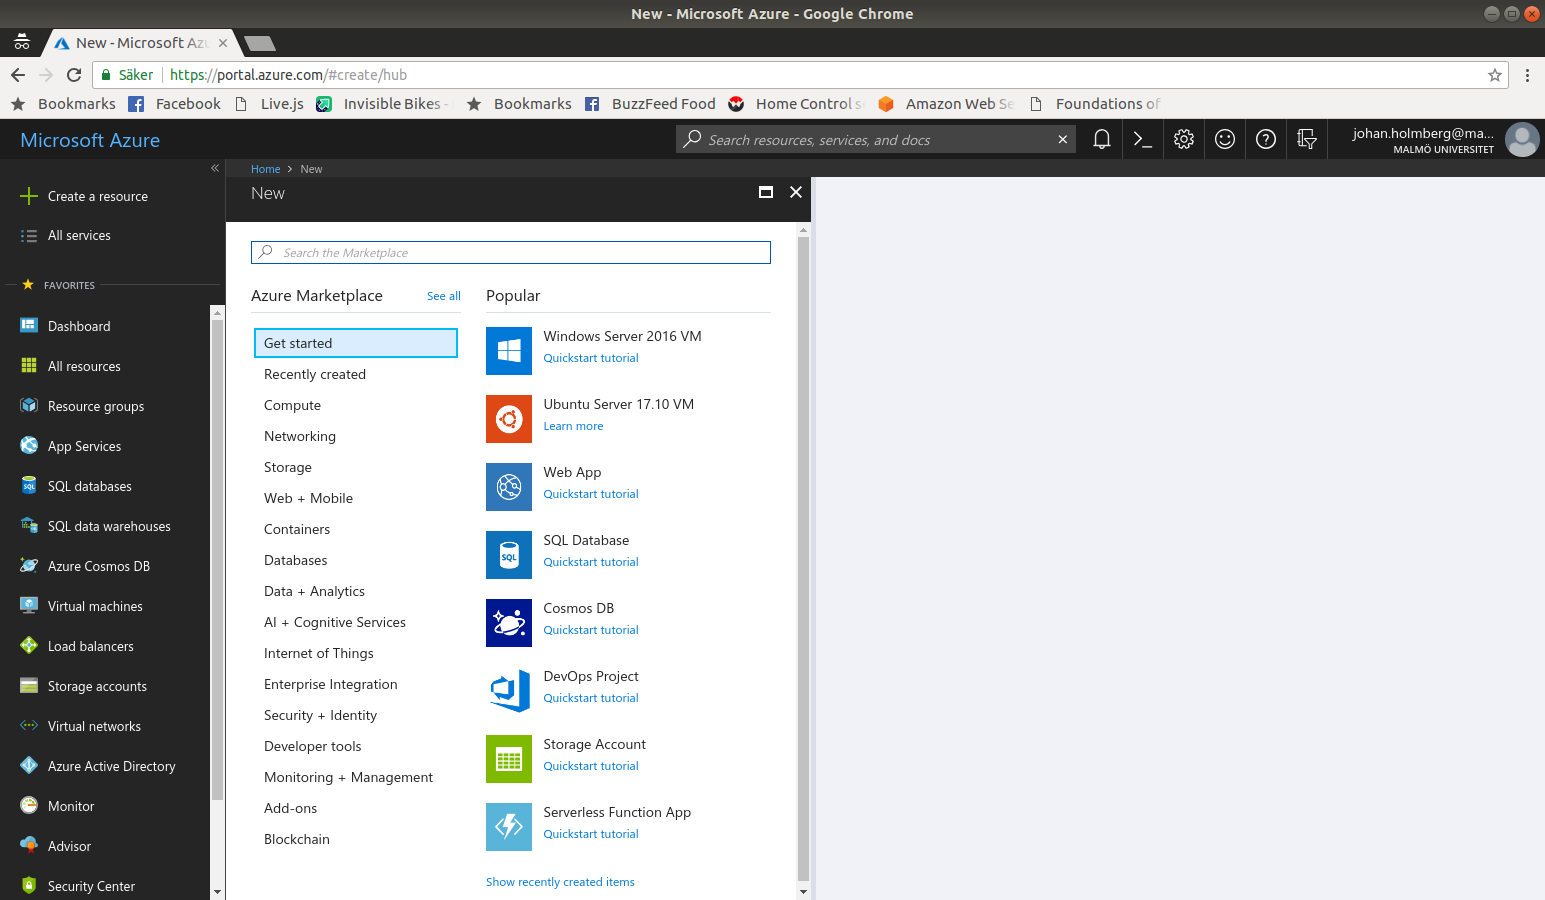 New - Microsoft Azure - Google Chrome
New - Microsoft Azu
Säker https://portal.azure.com/#create/hub
Bookmarks Facebook Live.js Invisible Bikes - Bookmarks BuzzFeed Food Home Control s Amazon Web Se Foundations of
Microsoft Azure
Search resources, services, and docs
johan.holmberg@ma...
MALMÖ UNIVERSITET
Home > New
New
Create a resource
All services
FAVORITES
Dashboard
All resources
Resource groups
App Services
SQL databases
SQL data warehouses
Azure Cosmos DB
Virtual machines
Load balancers
Storage accounts
Virtual networks
Azure Active Directory
Monitor
Advisor
Security Center
Search the Marketplace
Azure Marketplace See all
Get started
Recently created
Compute
Networking
Storage
Web + Mobile
Containers
Databases
Data + Analytics
AI + Cognitive Services
Internet of Things
Enterprise Integration
Security + Identity
Developer tools
Monitoring + Management
Add-ons
Blockchain
Popular
Windows Server 2016 VM
Quickstart tutorial
Ubuntu Server 17.10 VM
Learn more
Web App
Quickstart tutorial
SQL
SQL Database
Quickstart tutorial
Cosmos DB
Quickstart tutorial
DevOps Project
Quickstart tutorial
Storage Account
Quickstart tutorial
Serverless Function App
Quickstart tutorial
Show recently created items